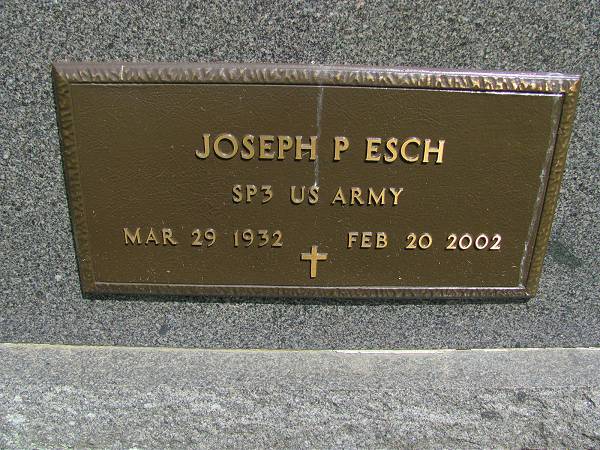 JOSEPH P ESCH
SP3 US ARMY
MAR 29 1932 FEB 20 2002